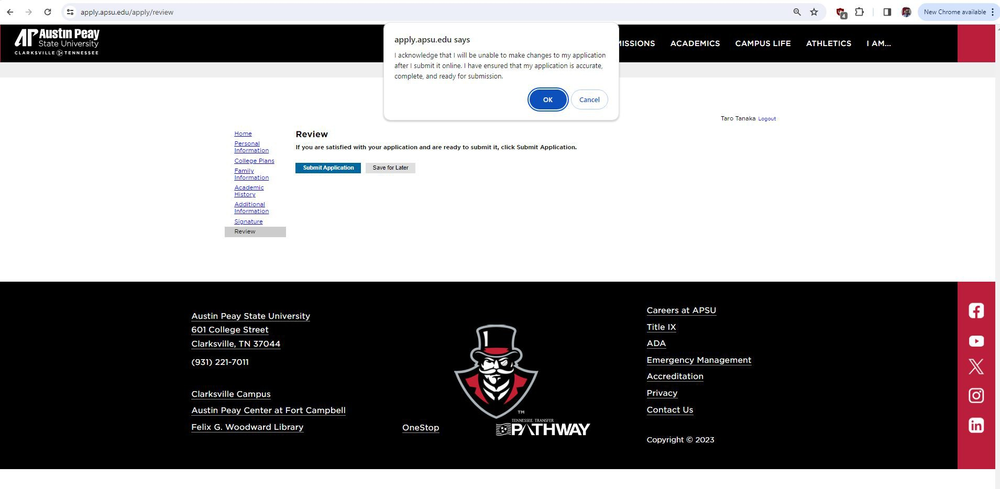 apply.apsu.edu/apply/review
4
New Chrome available
AP Austin Peay
State University
CLARKSVILLE TENNESSEE
MISSIONS
ACADEMICS
CAMPUS LIFE
ATHLETICS
I AM...
apply.apsu.edu says
I acknowledge that I will be unable to make changes to my application
after I submit it online. I have ensured that my application is accurate,
complete, and ready for submission.
OK
Cancel
Taro Tanaka Logout
Home
Personal
Information
College Plans
Family
Information
Academic
History
Additional
Information
Signature
Review
Review
If you are satisfied with your application and are ready to submit it, click Submit Application.
Submit Application
Save for Later
Austin Peay State University
601 College Street
Clarksville, TN 37044
(931) 221-7011
Clarksville Campus
Austin Peay Center at Fort Campbell
Felix G. Woodward Library
TM
OneStop
TENNESSEE TRANSFER
PATHWAY
Careers at APSU
Title IX
ADA
Emergency Management
Accreditation
Privacy
Contact Us
Copyright © 2023